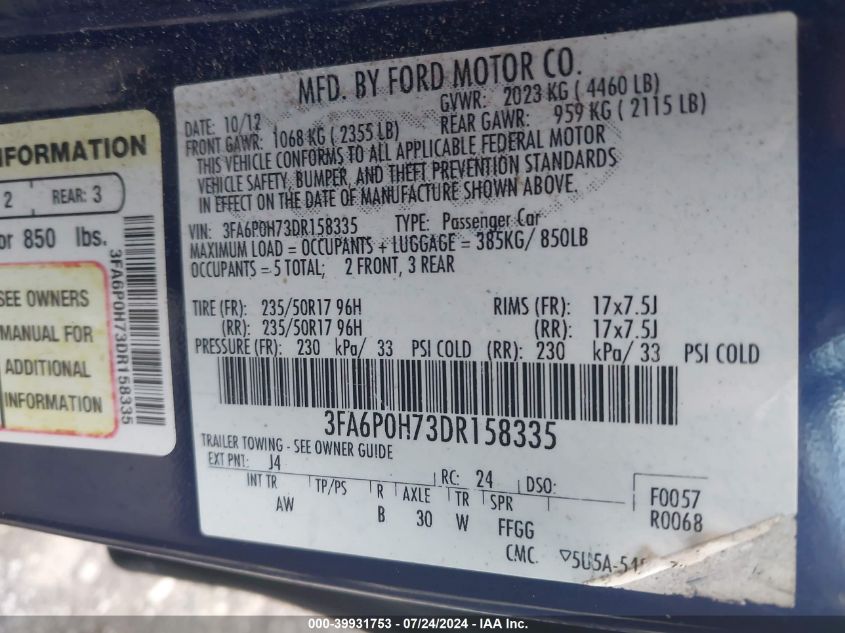 NFORMATION
2 REAR: 3
or 850 lbs.
SEE OWNERS
MANUAL FOR
ADDITIONAL
INFORMATION
3FA6P0H73DR158335
MFD. BY FORD MOTOR CO.
DATE: 10/12 GVWR: 2023 KG ( 4460 LB)
FRONT GAWR: 1068 KG ( 2355 LB) REAR GAWR: 959 KG ( 2115 LB)
THIS VEHICLE CONFORMS TO ALL APPLICABLE FEDERAL MOTOR
VEHICLE SAFETY, BUMPER, AND THEFT PREVENTION STANDARDS
IN EFFECT ON THE DATE OF MANUFACTURE SHOWN ABOVE.
VIN: 3FA6P0H73DR158335 TYPE: Passenger Car
MAXIMUM LOAD = OCCUPANTS + LUGGAGE = 385KG/ 850LB
OCCUPANTS = 5 TOTAL; 2 FRONT, 3 REAR
TIRE (FR): 235/50R17 96H RIMS (FR): 17x7.5J
(RR): 235/50R17 96H (RR): 17x7.5J
PRESSURE (FR): 230 kPa/ 33 PSI COLD (RR): 230 kPa/ 33 PSI COLD
3FA6P0H73DR158335
TRAILER TOWING - SEE OWNER GUIDE
EXT PNT: J4 RC: 24 DSO: F0057
INT TR TP/PS R AXLE TR SPR R0068
AW B 30 W FFGG
CMC. 5U5A-54
000-39931753 / 07/24/2024 / IAA Inc.